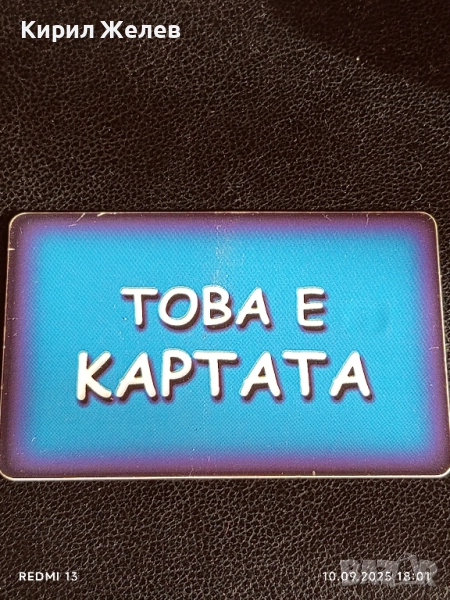 Кирил Желев
ТОВА Е
КАРТАТА
REDMI 13
10.09.2025 18:01